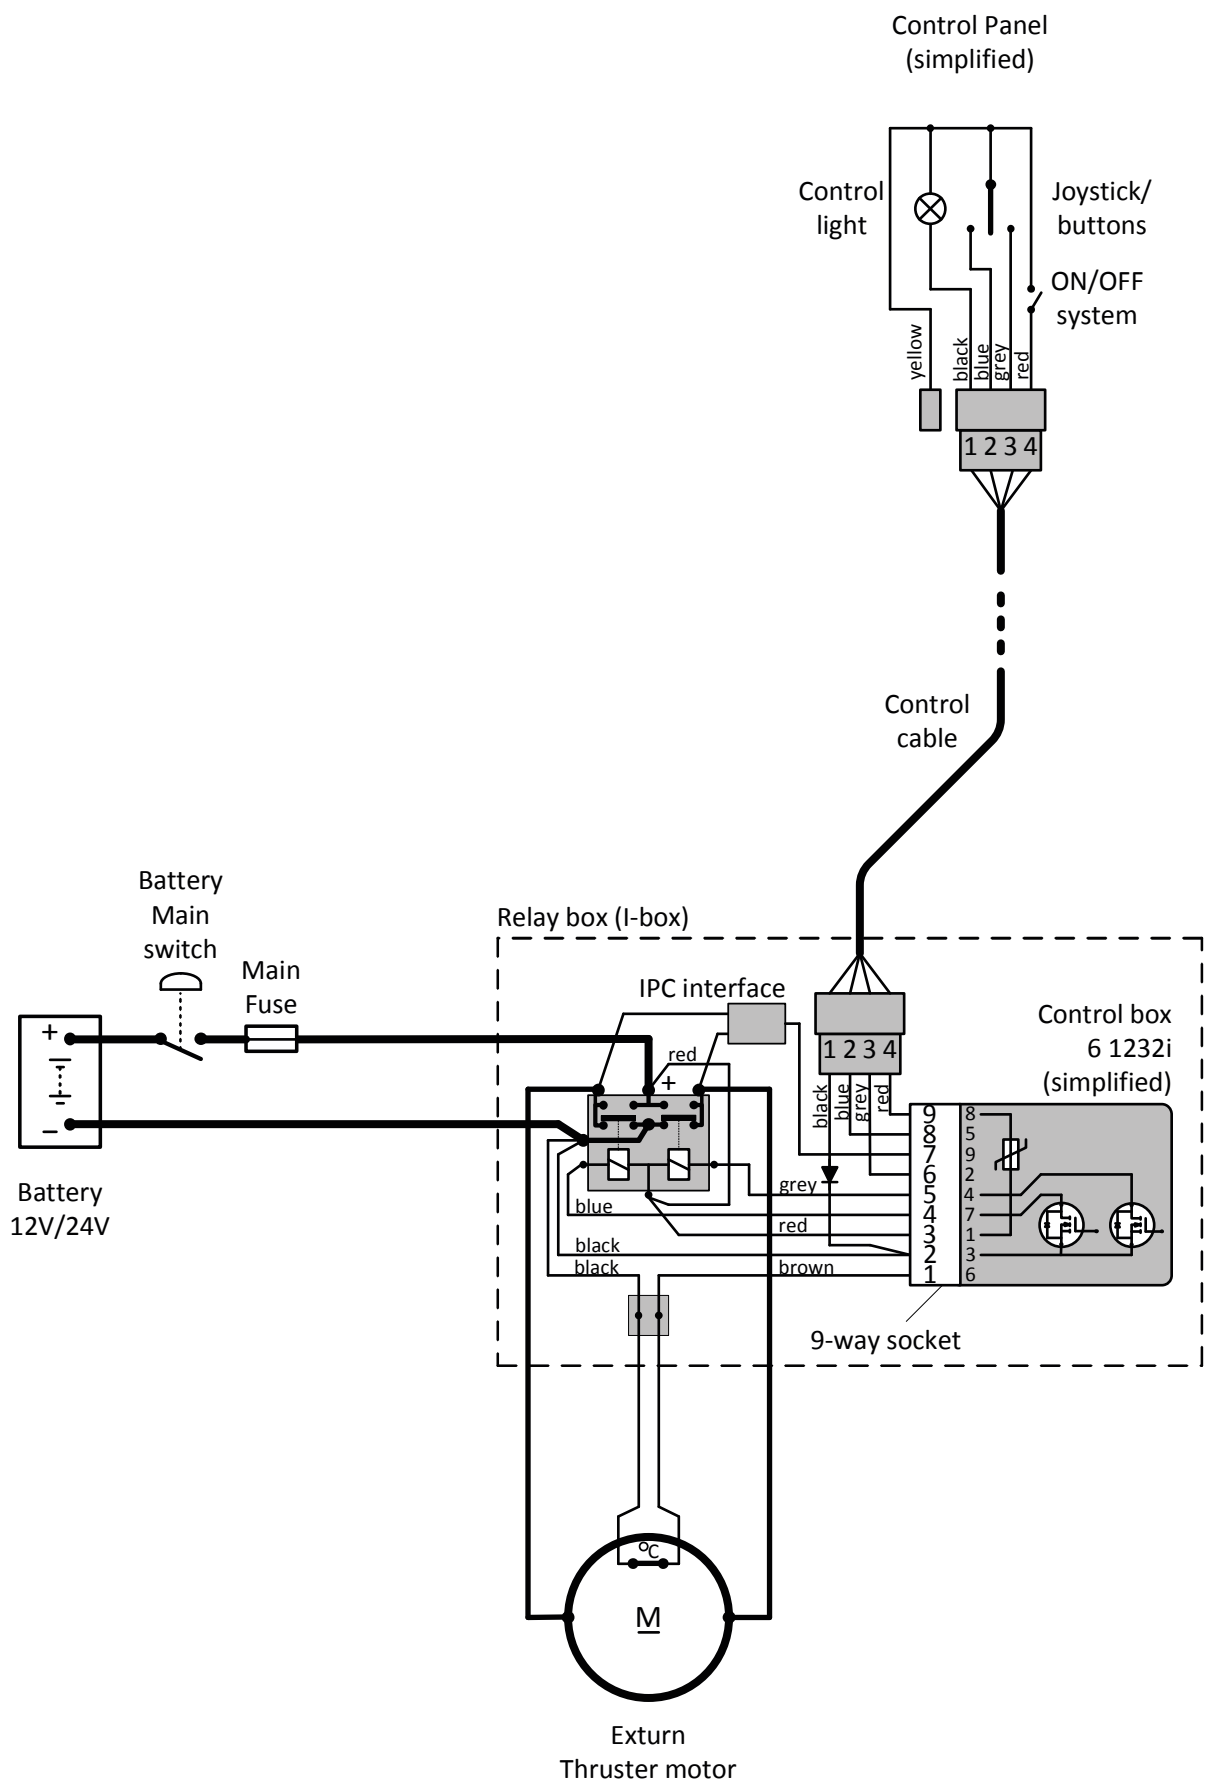 Control Panel
(simplified)
Control
light
Joystick/
buttons
ON/OFF
system
yellow
black
blue
grey
red
1 2 3 4
Control
cable
Battery
Main
switch
Main
Fuse
Relay box (I-box)
IPC interface
Control box
6 1232i
(simplified)
1 2 3 4
black
blue
grey
red
+
red
+
−
Battery
12V/24V
9 8
8 5
7 9
6 2
grey 5 4
blue 4 7
red 3 1
black 2 3
black brown 1 6
9-way socket
°C
M
Exturn
Thruster motor